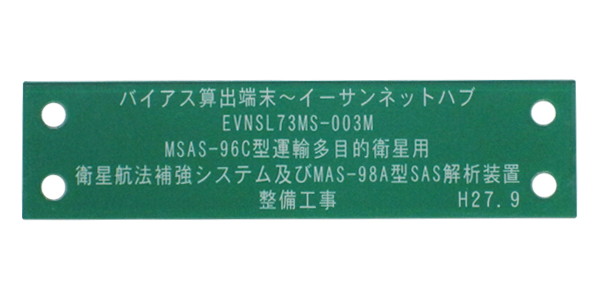 バイアス算出端末～イーサンネットハブ
EVNSL73MS-003M
MSAS-96C型運輸多目的衛星用
衛星航法補強システム及びMAS-98A型SAS解析装置
整備工事 H27.9